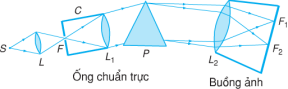 C
F₁
S
L
F
L₁
P
L₂
F₂
Ống chuẩn trực
Buồng ảnh